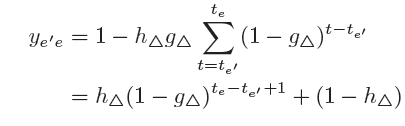 $y_{e'e} = 1 - h_{\triangle} g_{\triangle} \sum_{t=t_{e'}}^{t_e} (1 - g_{\triangle})^{t - t_{e'}}$
$= h_{\triangle} (1 - g_{\triangle})^{t_e - t_{e'} + 1} + (1 - h_{\triangle})$